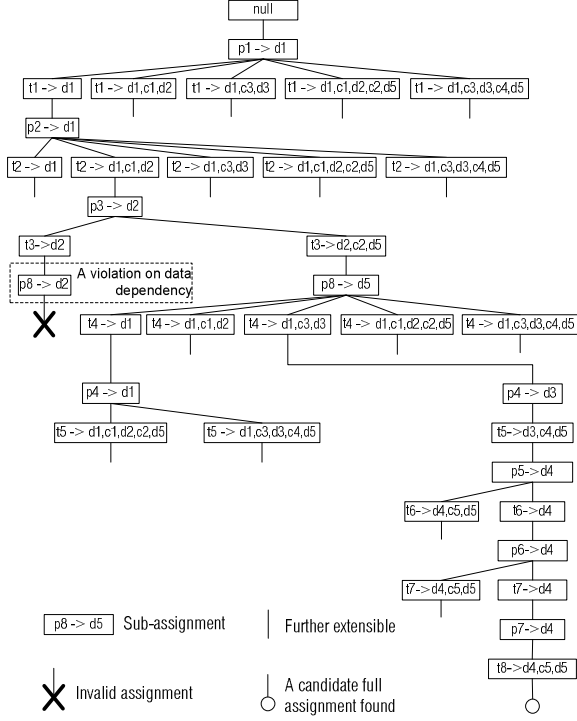 null
p1 -> d1
t1 -> d1
t1 -> d1,c1,d2
t1 -> d1,c3,d3
t1 -> d1,c1,d2,c2,d5
t1 -> d1,c3,d3,c4,d5
p2 -> d1
t2 -> d1
t2 -> d1,c1,d2
t2 -> d1,c3,d3
t2 -> d1,c1,d2,c2,d5
t2 -> d1,c3,d3,c4,d5
p3 -> d2
t3->d2
t3->d2,c2,d5
p8 -> d2
A violation on data
dependency
p8 -> d5
t4 -> d1
t4 -> d1,c1,d2
t4 -> d1,c3,d3
t4 -> d1,c1,d2,c2,d5
t4 -> d1,c3,d3,c4,d5
p4 -> d1
p4 -> d3
t5 -> d1,c1,d2,c2,d5
t5 -> d1,c3,d3,c4,d5
t5->d3,c4,d5
p5->d4
t6->d4,c5,d5
t6->d4
p6->d4
t7->d4,c5,d5
t7->d4
p7->d4
t8->d4,c5,d5
p8 -> d5
Sub-assignment
Further extensible
Invalid assignment
A candidate full
assignment found